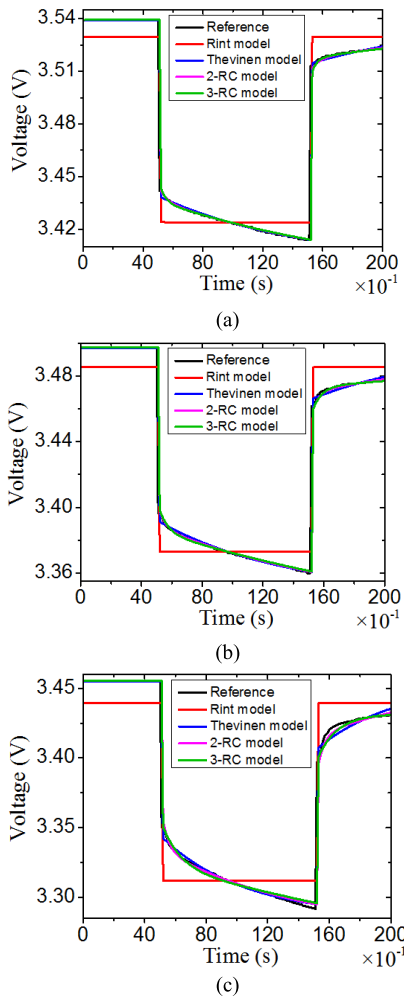 3.54
3.51
3.48
3.45
3.42
Voltage (V)
Reference
Rint model
Thevinen model
2-RC model
3-RC model
0 40 80 120 160 200
Time (s) ×10-1
(a)
3.48
3.44
3.40
3.36
Voltage (V)
Reference
Rint model
Thevinen model
2-RC model
3-RC model
0 40 80 120 160 200
Time (s) ×10-1
(b)
3.45
3.40
3.35
3.30
Voltage (V)
Reference
Rint model
Thevinen model
2-RC model
3-RC model
0 40 80 120 160 200
Time (s) ×10-1
(c)